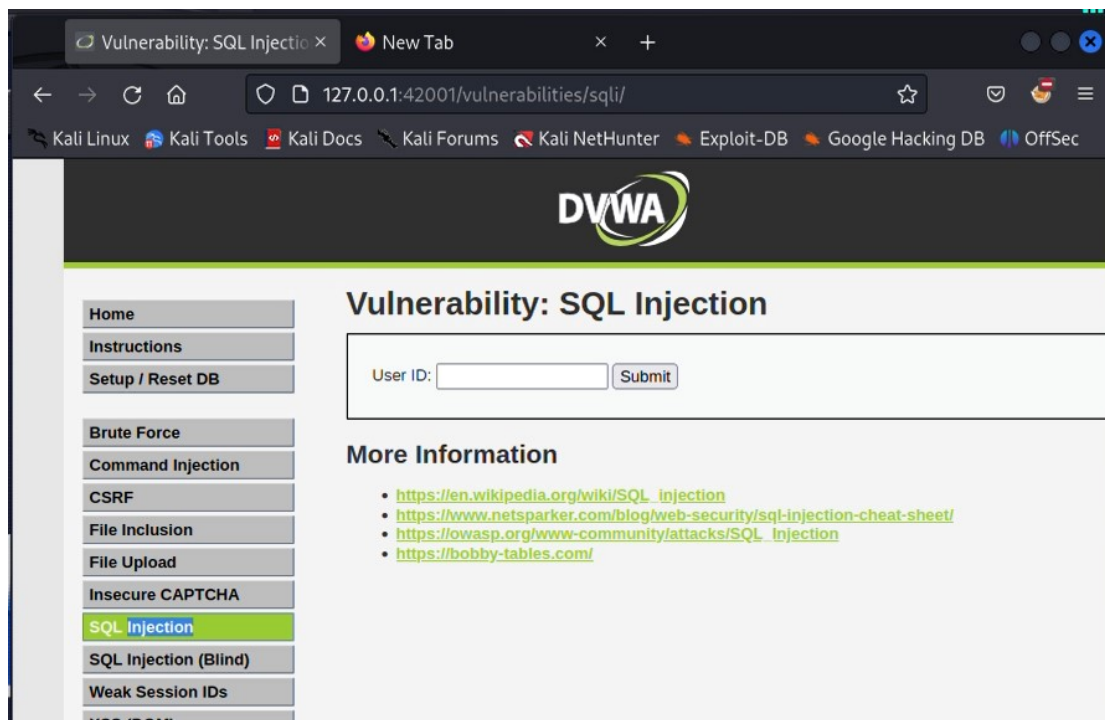 Vulnerability: SQL Injectio
New Tab
127.0.0.1:42001/vulnerabilities/sqli/
Kali Linux Kali Tools Kali Docs Kali Forums Kali NetHunter Exploit-DB Google Hacking DB OffSec
DVWA
Home
Instructions
Setup / Reset DB
Brute Force
Command Injection
CSRF
File Inclusion
File Upload
Insecure CAPTCHA
SQL Injection
SQL Injection (Blind)
Weak Session IDs
Vulnerability: SQL Injection
User ID: Submit
More Information
https://en.wikipedia.org/wiki/SQL_injection
https://www.netsparker.com/blog/web-security/sql-injection-cheat-sheet/
https://owasp.org/www-community/attacks/SQL_Injection
https://bobby-tables.com/